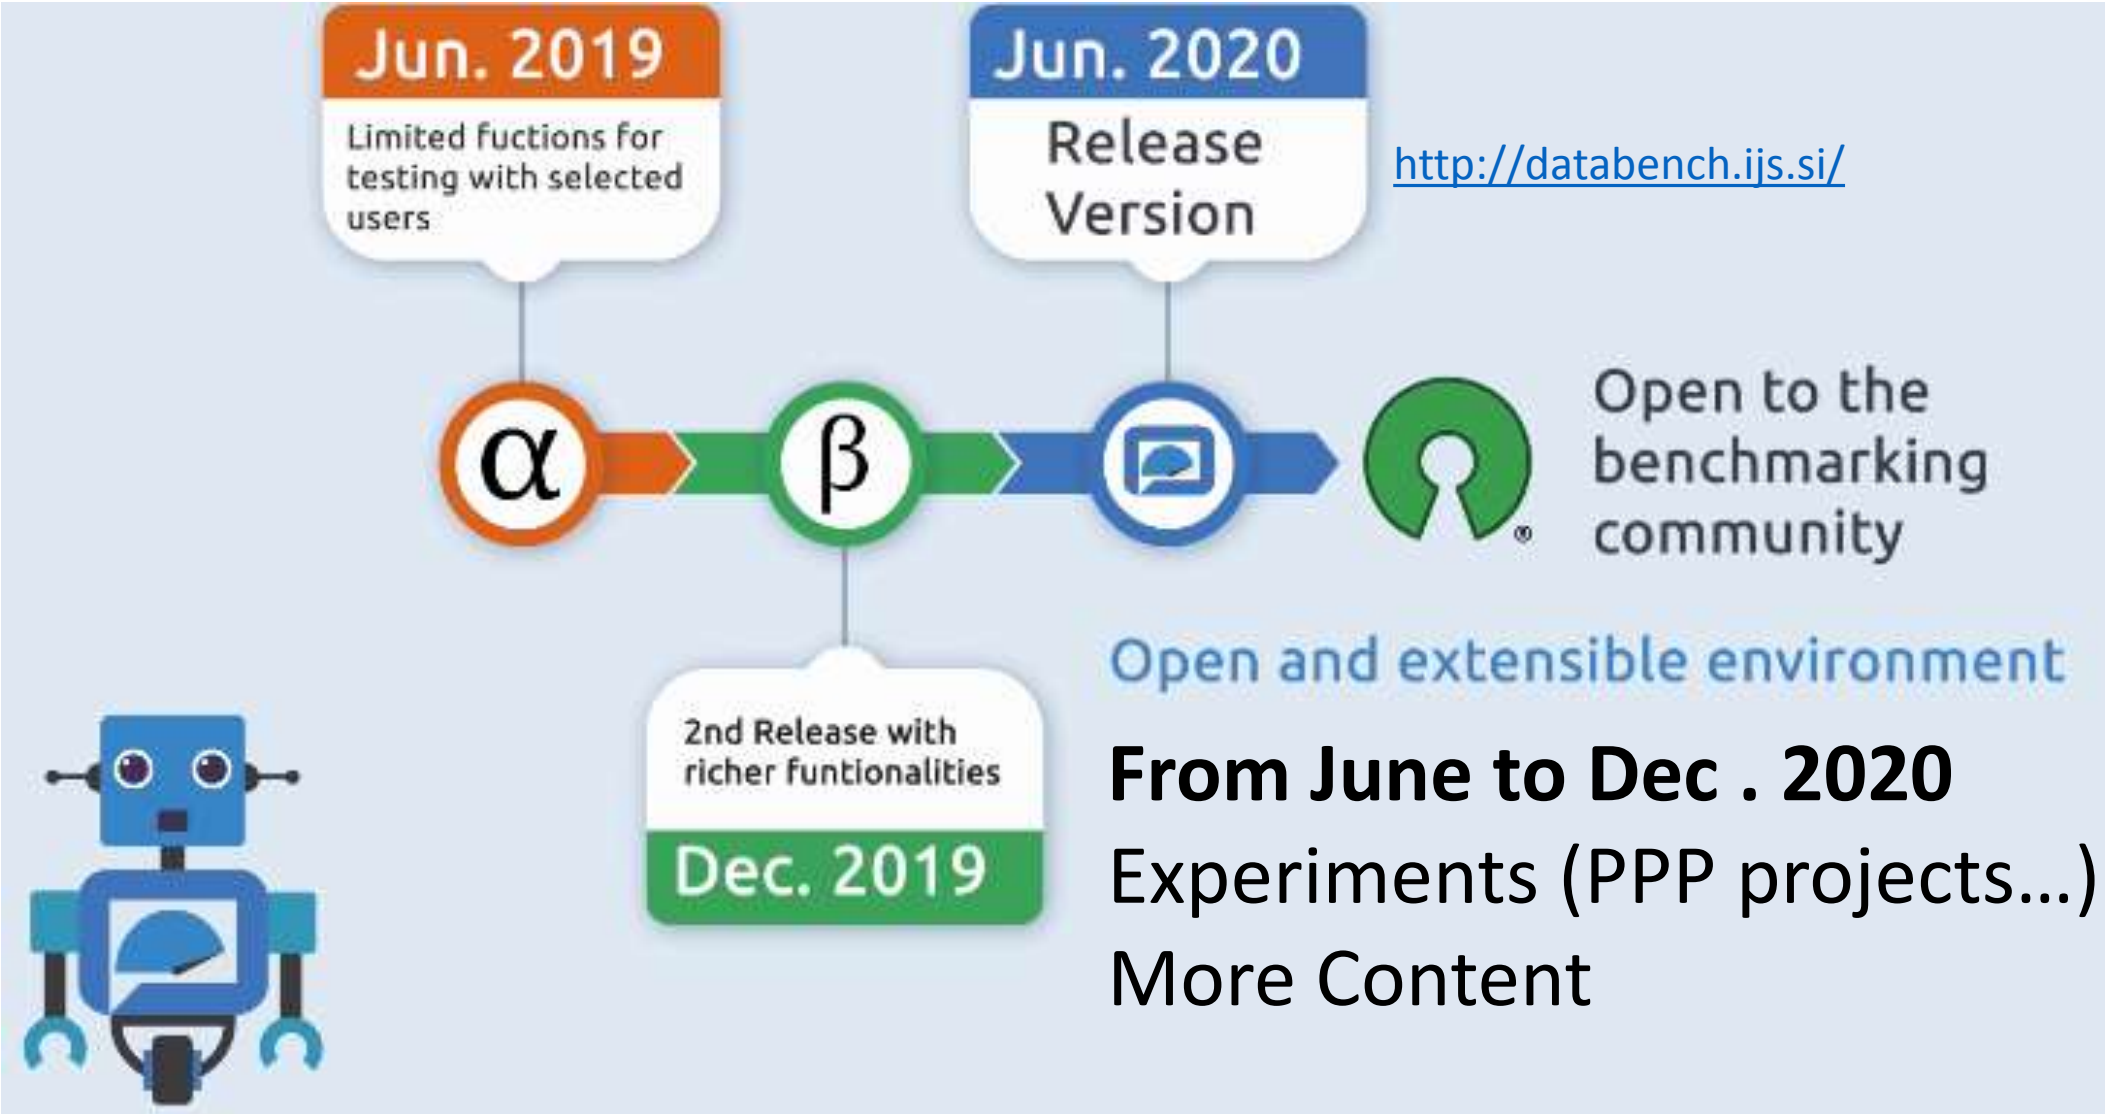 Jun. 2019
Limited fuctions for
testing with selected
users
Jun. 2020
Release
Version
http://databench.ijs.si/
α
β
®
Open to the
benchmarking
community
2nd Release with
richer funtionalities
Dec. 2019
Open and extensible environment
From June to Dec . 2020
Experiments (PPP projects...)
More Content